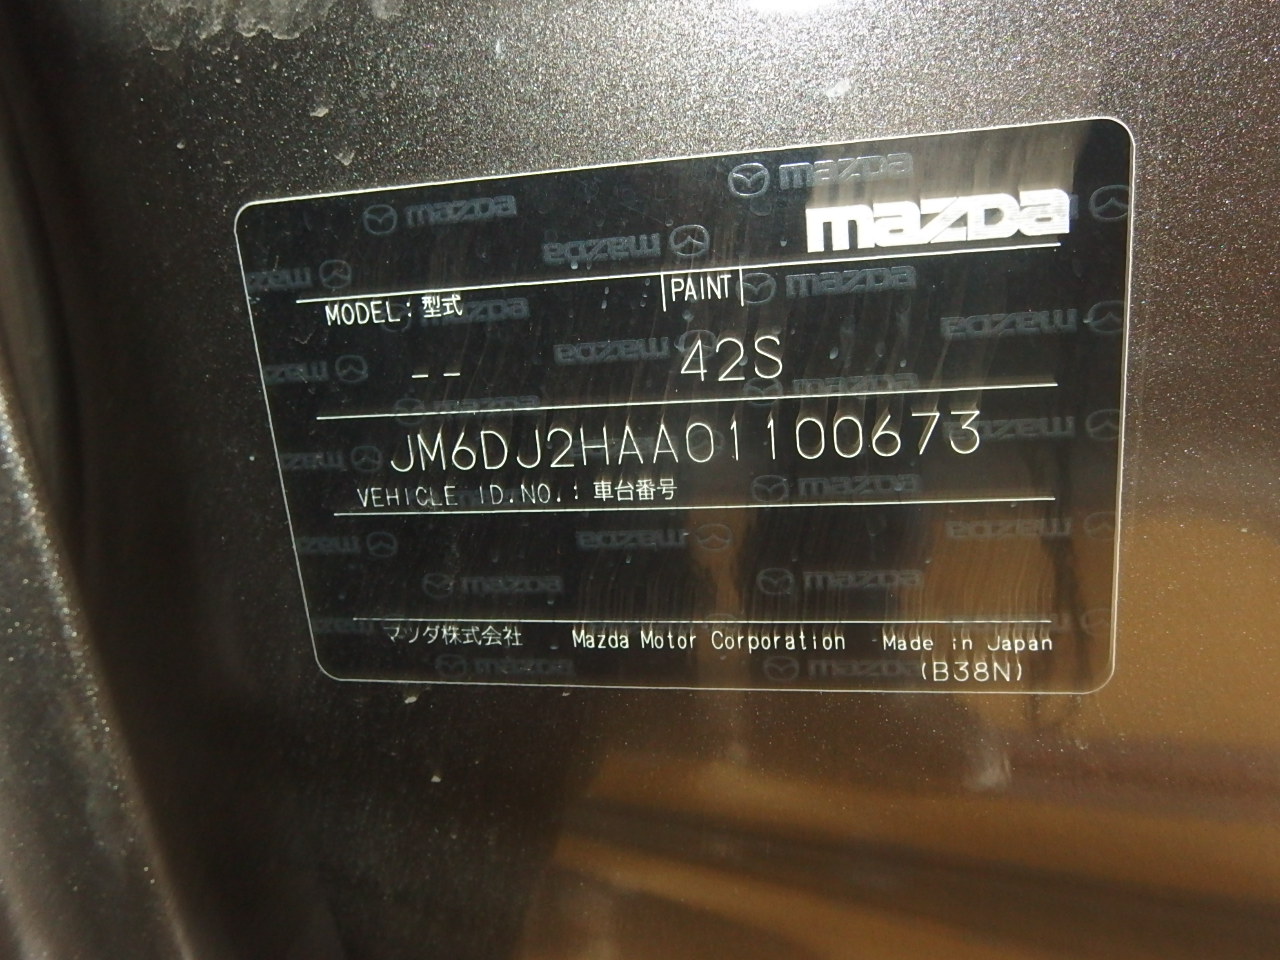 mazda
MODEL: 型式 PAINT
-- 42S
JM6DJ2HAA01100673
VEHICLE ID.NO.: 車台番号
マツダ株式会社 Mazda Motor Corporation Made in Japan
(B38N)